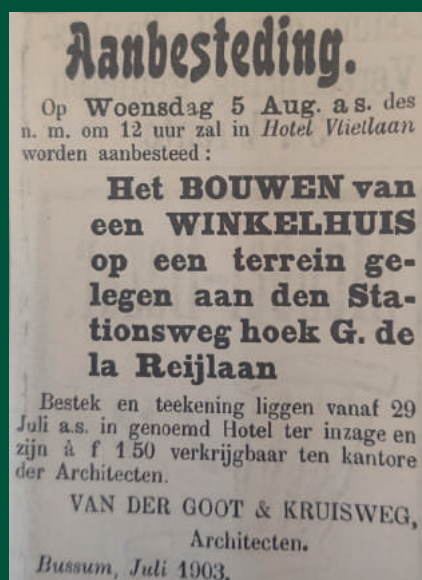 Aanbesteding.
Op Woensdag 5 Aug. a s. des
n. m. om 12 uur zal in Hotel Vlietlaan
worden aanbesteed :
Het BOUWEN van
een WINKELHUIS
op een terrein ge-
legen aan den Sta-
tionsweg hoek G. de
la Reijlaan
Bestek en teekening liggen vanaf 29
Juli a.s. in genoemd Hotel ter inzage en
zijn à f 1.50 verkrijgbaar ten kantore
der Architecten.
VAN DER GOOT & KRUISWEG,
Architecten.
Bussum, Juli 1903.